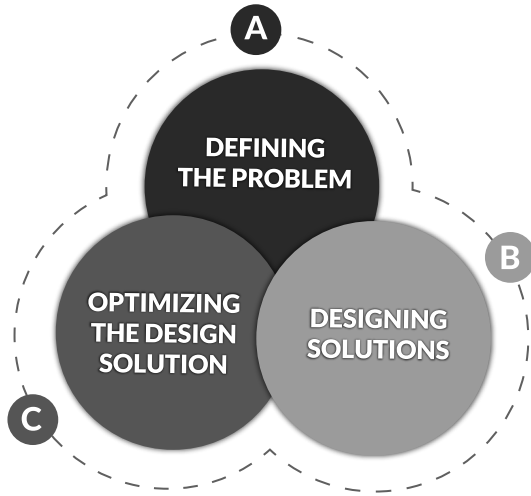 A
DEFINING
THE PROBLEM
B
DESIGNING
SOLUTIONS
OPTIMIZING
THE DESIGN
SOLUTION
C